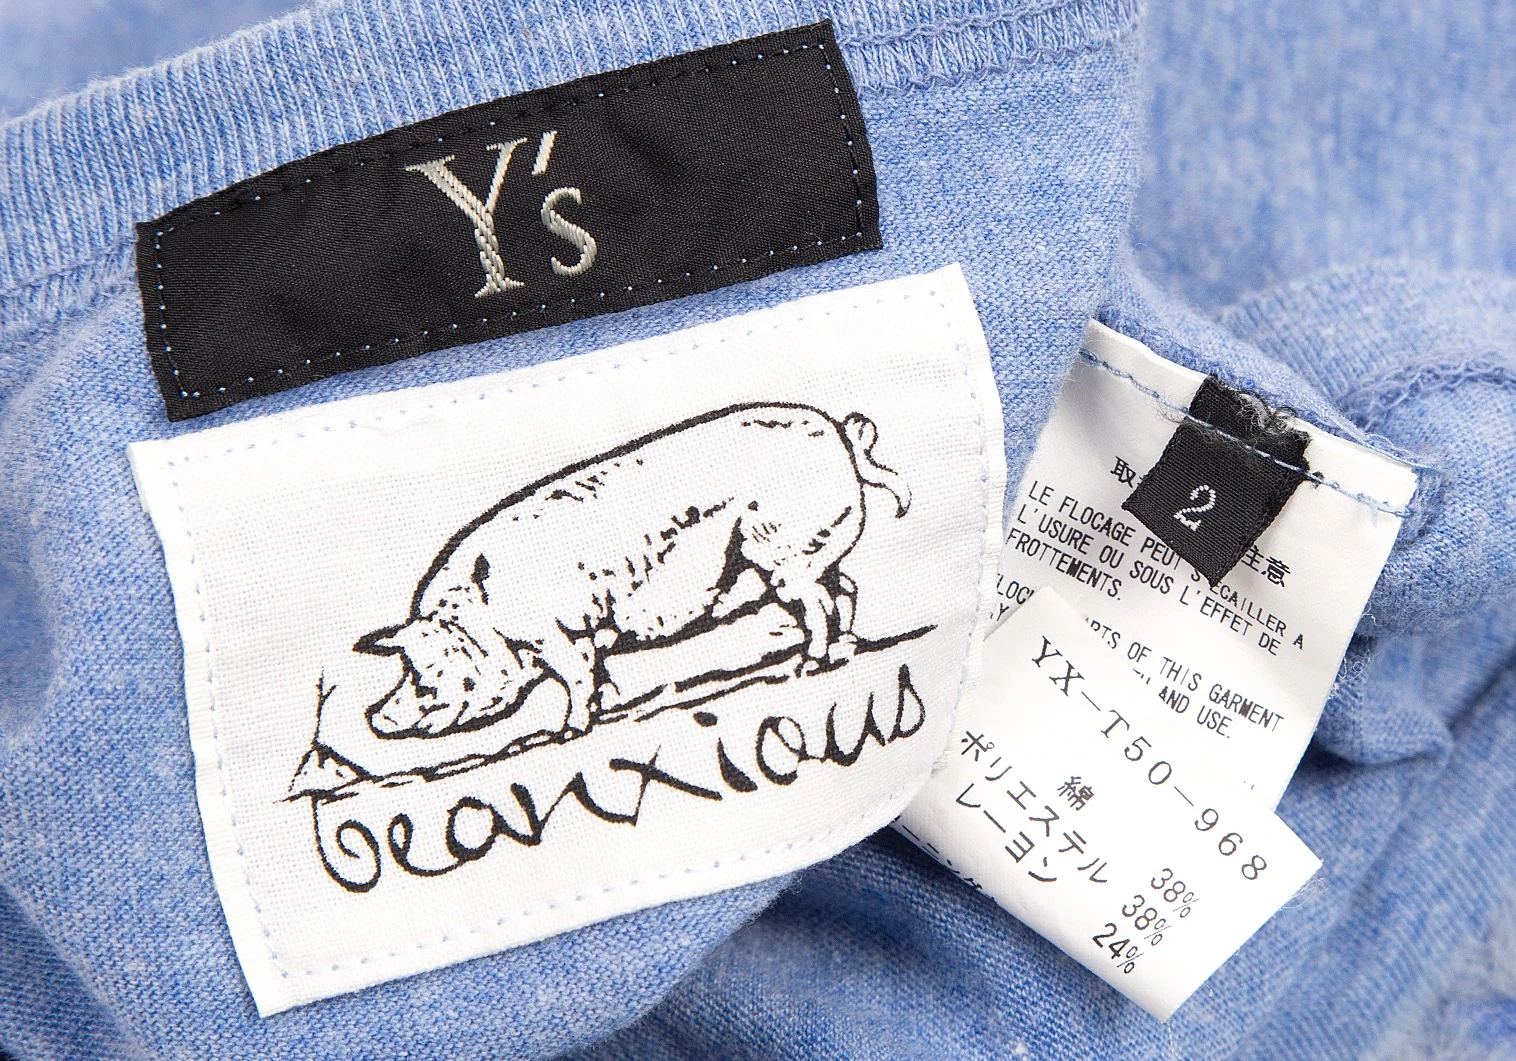 Y's
beanxious
2
取
注意
LE FLOCAGE PEUT S'ECAILLER A
L'USURE OU SOUS L'EFFET DE
FROTTEMENTS.
OF THIS GARMENT
AND USE.
YX-T50-968
綿 38%
ポリエステル 38%
レーヨン 24%